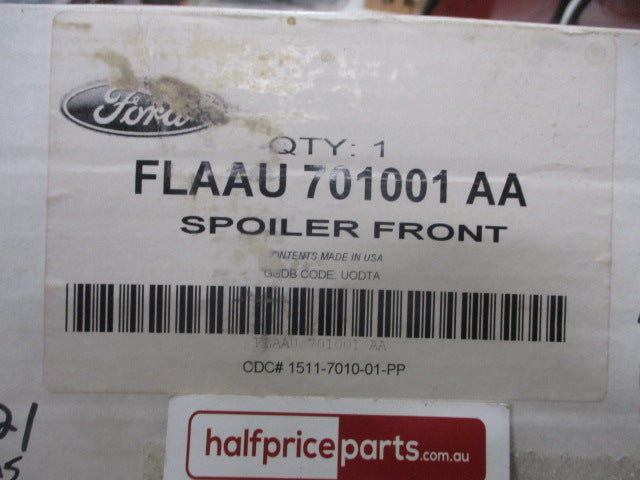 Ford
QTY: 1
FLAAU 701001 AA
SPOILER FRONT
CONTENTS MADE IN USA
GSDB CODE: UODTA
FLAAU 701001 AA
CDC# 1511-7010-01-PP
21
halfpriceparts.com.au